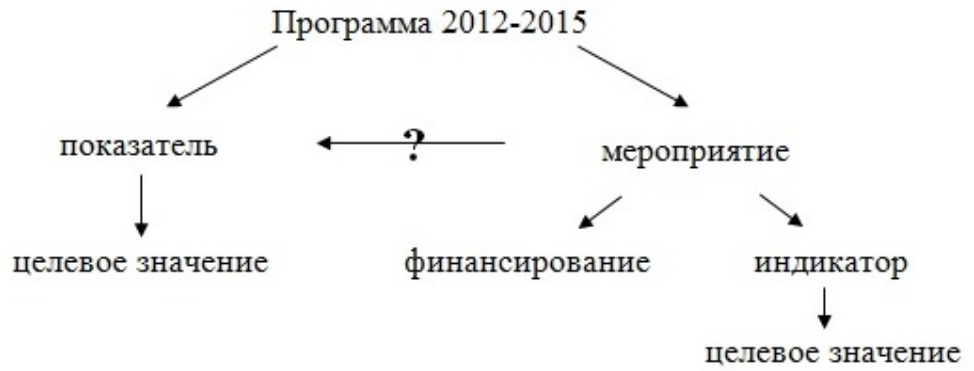 Программа 2012-2015
показатель
?
мероприятие
целевое значение
финансирование
индикатор
целевое значение